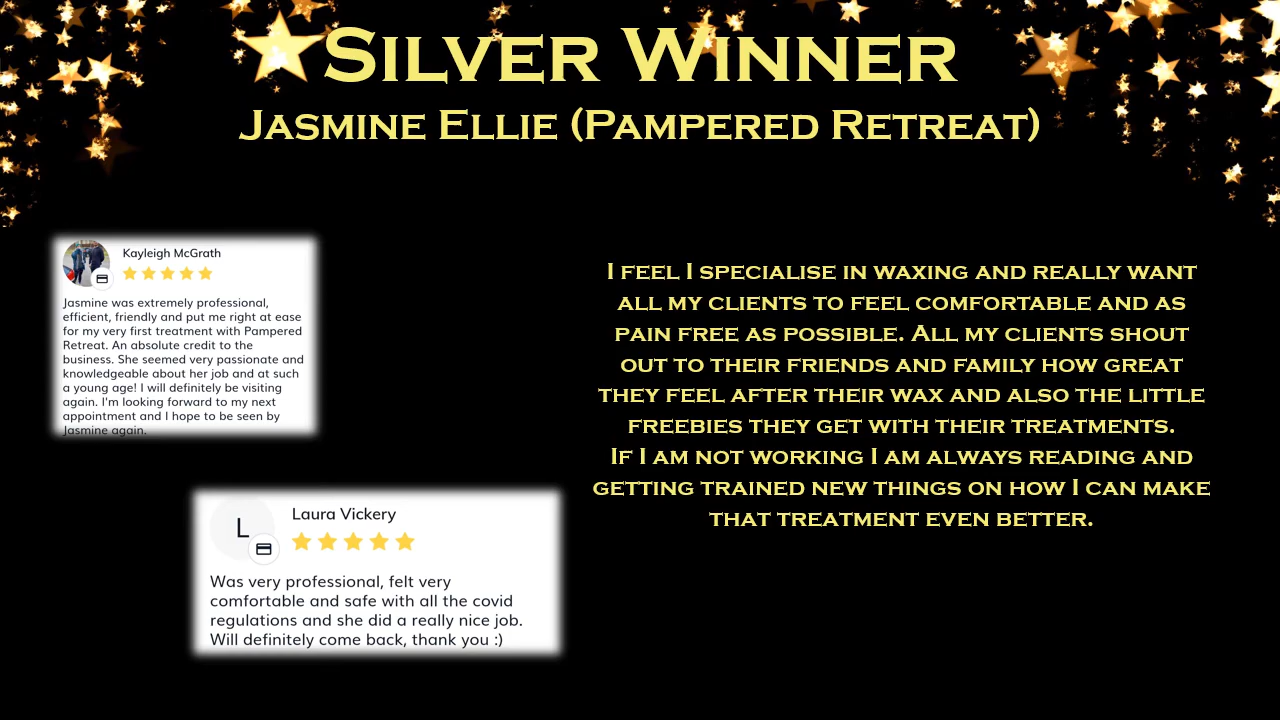 Silver Winner
Jasmine Ellie (Pampered Retreat)
Kayleigh McGrath
Jasmine was extremely professional,
efficient, friendly and put me right at ease
for my very first treatment with Pampered
Retreat. An absolute credit to the
business. She seemed very passionate and
knowledgeable about her job and at such
a young age! I will definitely be visiting
again. I'm looking forward to my next
appointment and I hope to be seen by
Jasmine again.
L
Laura Vickery
Was very professional, felt very
comfortable and safe with all the covid
regulations and she did a really nice job.
Will definitely come back, thank you :)
I feel I specialise in waxing and really want
all my clients to feel comfortable and as
pain free as possible. All my clients shout
out to their friends and family how great
they feel after their wax and also the little
freebies they get with their treatments.
If I am not working I am always reading and
getting trained new things on how I can make
that treatment even better.